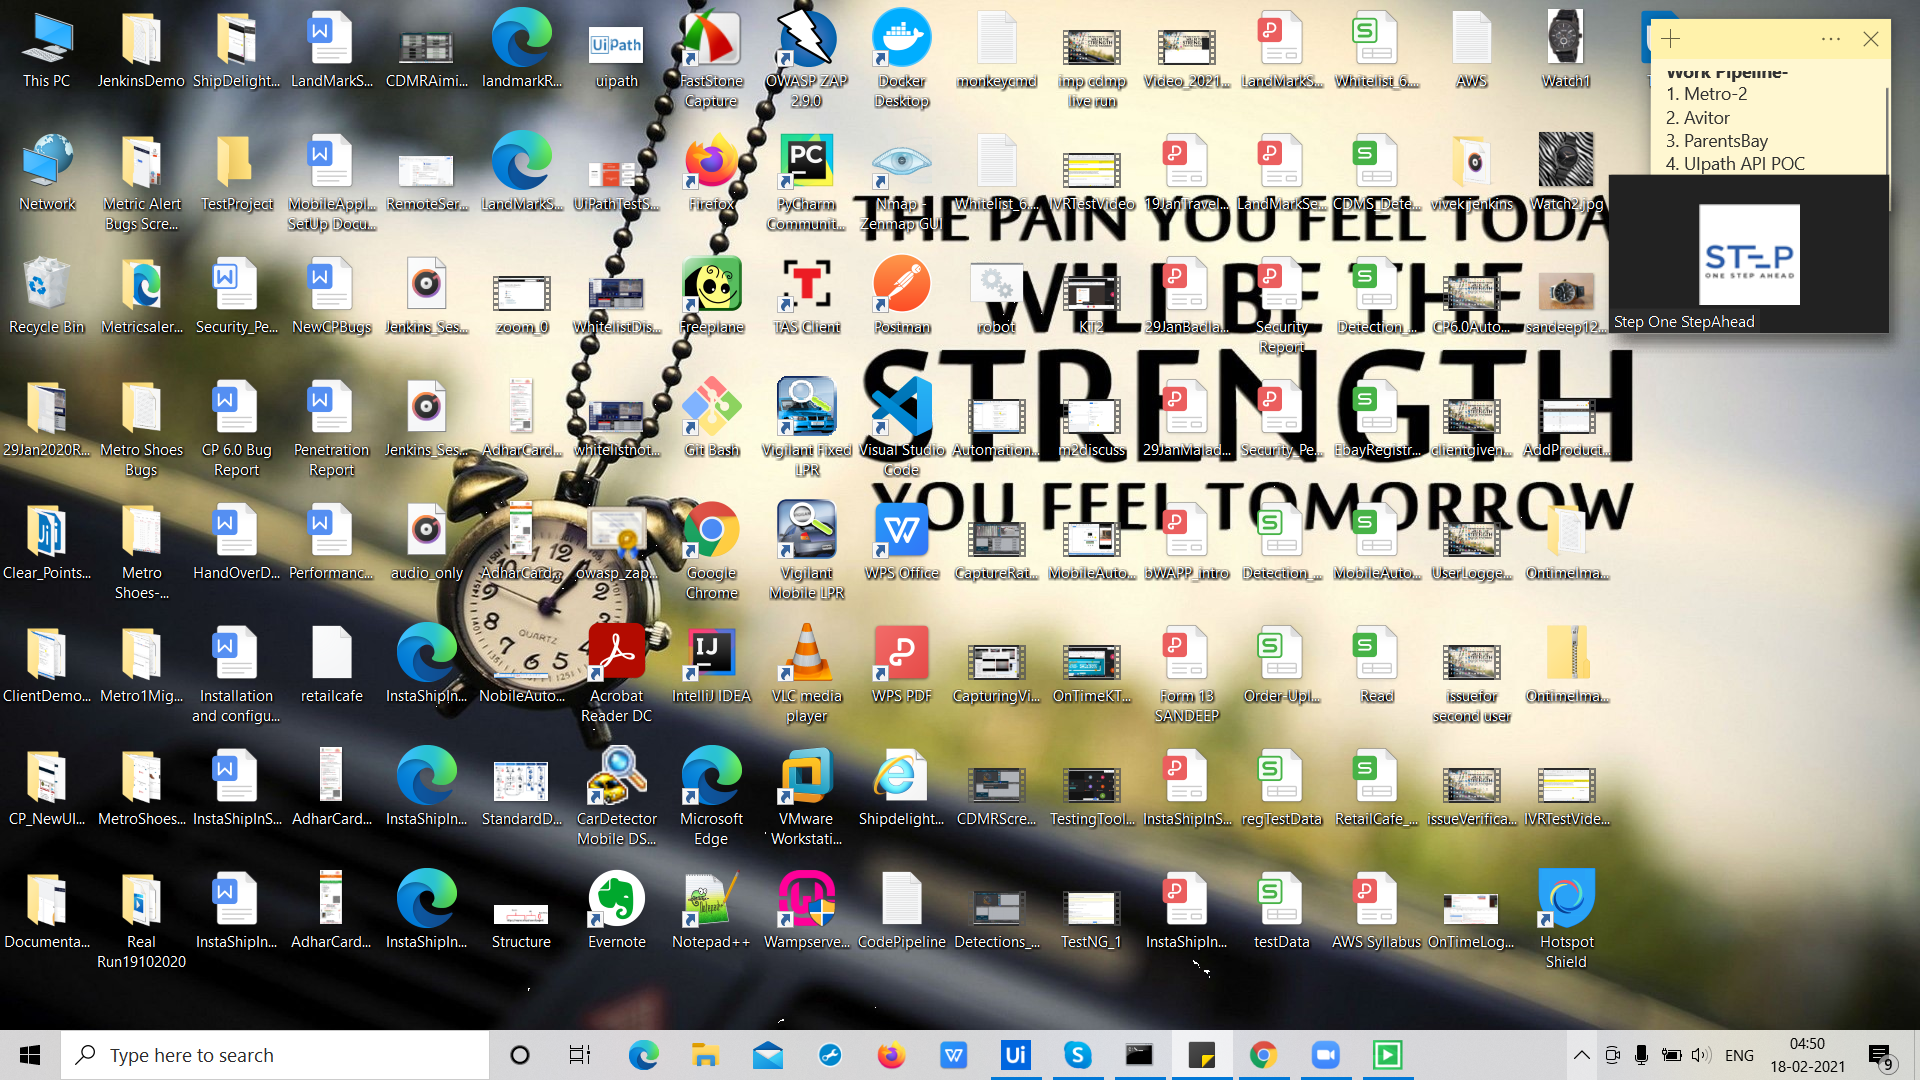 This PC
JenkinsDemo
ShipDelight...
LandMarkS...
CDMRAimi...
landmarkR...
uipath
FastStone
Capture
OWASP ZAP
2.9.0
Docker
Desktop
monkeycmd
imp cdmp
live run
Video_2021...
LandMarkS...
Whitelist_6....
AWS
Watch1
Work Pipeline-
1. Metro-2
2. Avitor
3. ParentsBay
4. UIpath API POC
Network
Metric Alert
Bugs Scre...
TestProject
MobileAppI...
SetUp Docu...
RemoteSer...
LandMarkS...
UiPathTestS...
Firefox
PyCharm
Communit...
Nmap -
Zenmap GUI
Whitelist_6....
IVRTestVideo
19JanTravel...
LandMarkSe...
CDMS_Dete...
vivek jenkins
Watch2.jpg
THE PAIN YOU FEEL TODA
WILL BE THE
STRENGTH
YOU FEEL TOMORROW
STEP
ONE STEP AHEAD
Step One StepAhead
Recycle Bin
Metricsaler...
Security_Pe...
NewCPBugs
Jenkins_Ses...
zoom_0
WhitelistDis...
Freeplane
TAS Client
Postman
robot
KT2
29JanBadla...
Security
Report
Detection_...
CP6.0Auto...
sandeep12...
29Jan2020R...
Metro Shoes
Bugs
CP 6.0 Bug
Report
Penetration
Report
Jenkins_Ses...
AdharCard...
whitelistnot...
Git Bash
Vigilant Fixed
LPR
Visual Studio
Code
Automation...
m2discuss
29JanMalad...
Security_Pe...
EbayRegistr...
clientgiven...
AddProduct...
Clear_Points...
Metro
Shoes-...
HandOverD...
Performanc...
audio_only
AdharCard...
owasp_zap...
Google
Chrome
Vigilant
Mobile LPR
WPS Office
CaptureRat...
MobileAuto...
bWAPP_intro
Detection_...
MobileAuto...
UserLogge...
OntimeIma...
ClientDemo...
Metro1Mig...
Installation
and configu...
retailcafe
InstaShipIn...
NobileAuto...
Acrobat
Reader DC
IntelliJ IDEA
VLC media
player
WPS PDF
CapturingVi...
OnTimeKT...
Form 13
SANDEEP
Order-Upl...
Read
issuefor
second user
OntimeIma...
CP_NewUI...
MetroShoes...
InstaShipInS...
AdharCard...
InstaShipIn...
StandardD...
CarDetector
Mobile DS...
Microsoft
Edge
VMware
Workstati...
Shipdelight...
CDMRScre...
TestingTool...
InstaShipInS...
regTestData
RetailCafe_...
issueVerifica...
IVRTestVide...
Documenta...
Real
Run19102020
InstaShipIn...
AdharCard...
InstaShipIn...
Structure
Evernote
Notepad++
Wampserve...
CodePipeline
Detections_...
TestNG_1
InstaShipIn...
testData
AWS Syllabus
OnTimeLog...
Hotspot
Shield
Type here to search
ENG
04:50
18-02-2021
9